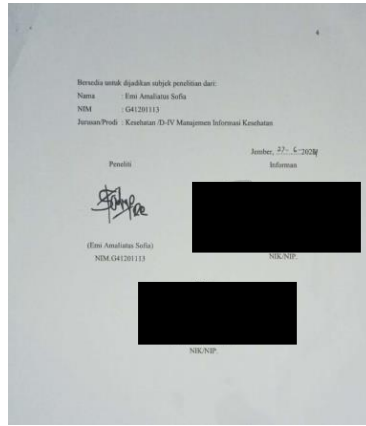 4
Bersedia untuk dijadikan subjek penelitian dari:
Nama : Emi Amaliatus Sofia
NIM : G41201113
Jurusan/Prodi : Kesehatan /D-IV Manajemen Informasi Kesehatan
Jember, 27-6-2024
Peneliti Informan
(Emi Amaliatus Sofia)
NIM.G41201113 NIK/NIP.
NIK/NIP.